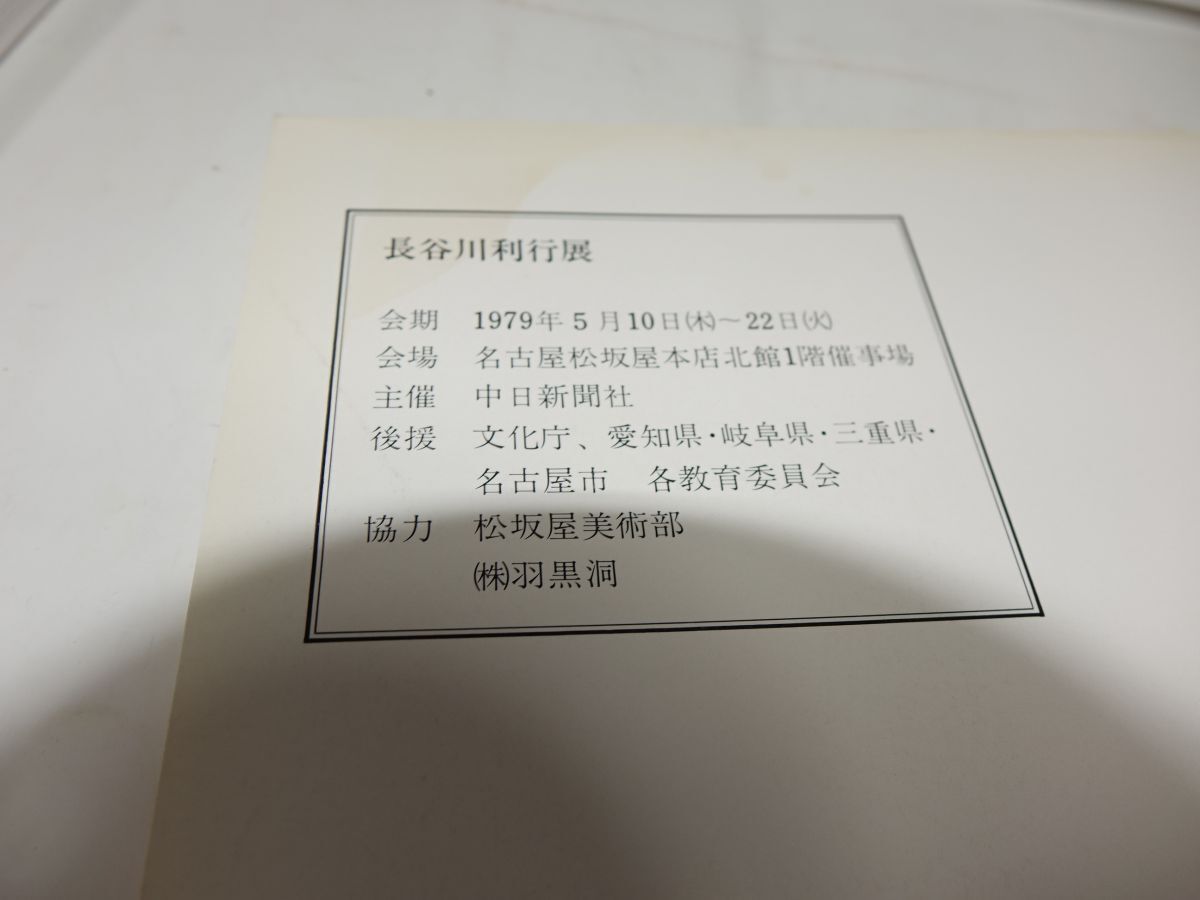 長谷川利行展
会期 1979年5月10日㈭～22日㈫
会場 名古屋松坂屋本店北館1階催事場
主催 中日新聞社
後援 文化庁、愛知県・岐阜県・三重県・
名古屋市 各教育委員会
協力 松坂屋美術部
㈱羽黒洞